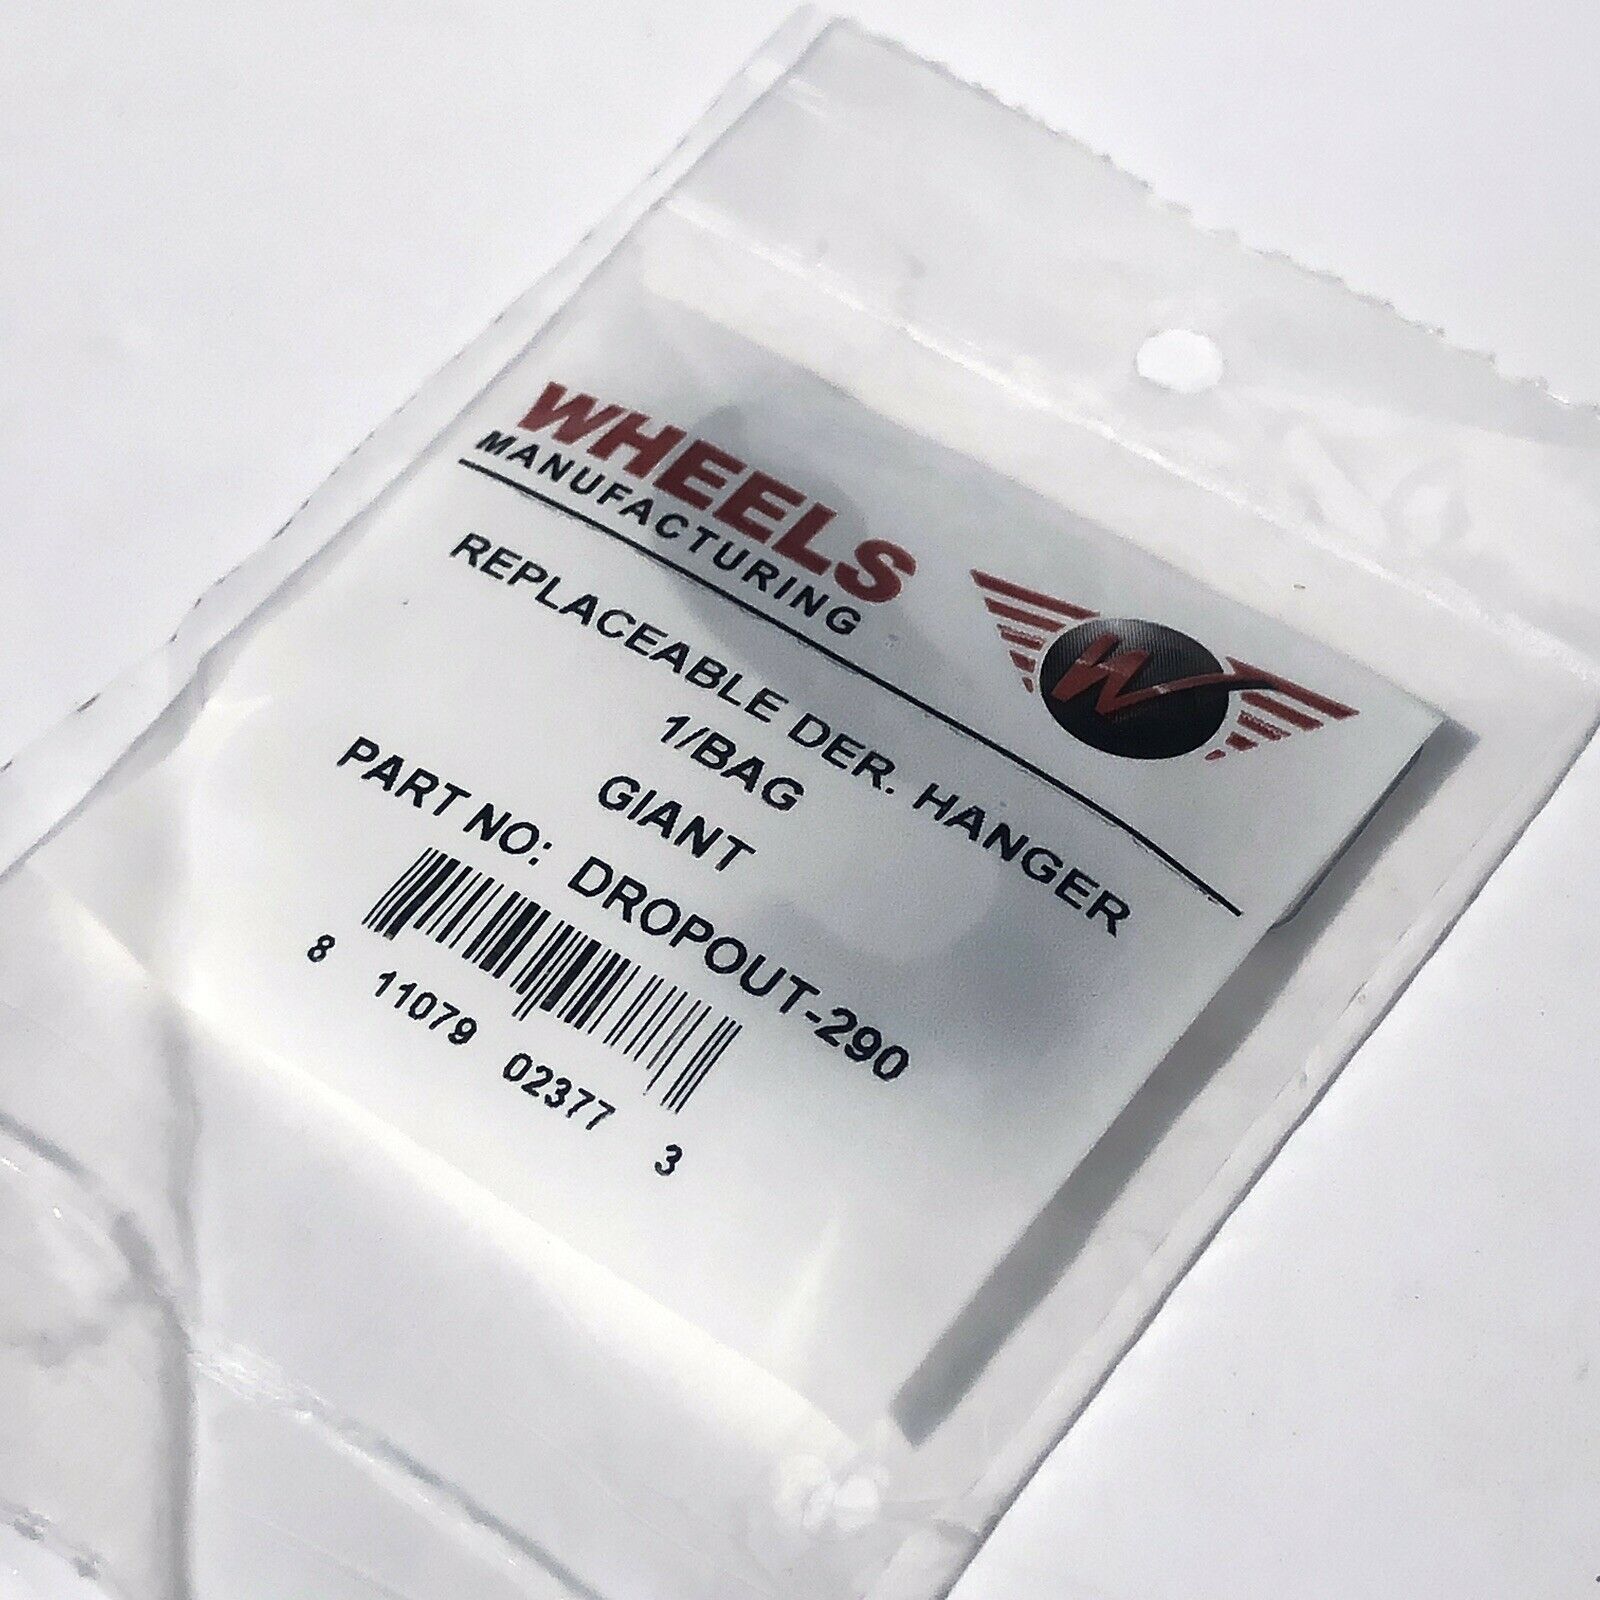 WHEELS
MANUFACTURING
W
REPLACEABLE DER. HANGER
1/BAG
GIANT
PART NO: DROPOUT-290
8 11079 02377 3